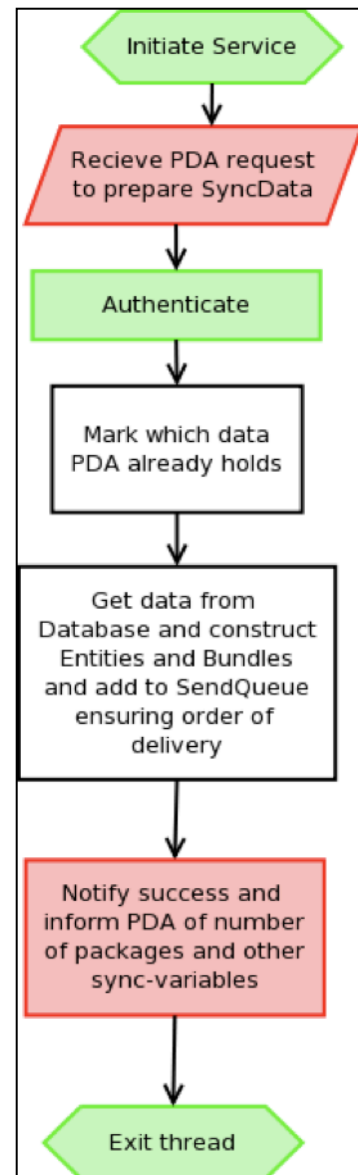 Initiate Service
Recieve PDA request
to prepare SyncData
Authenticate
Mark which data
PDA already holds
Get data from
Database and construct
Entities and Bundles
and add to SendQueue
ensuring order of
delivery
Notify success and
inform PDA of number
of packages and other
sync-variables
Exit thread